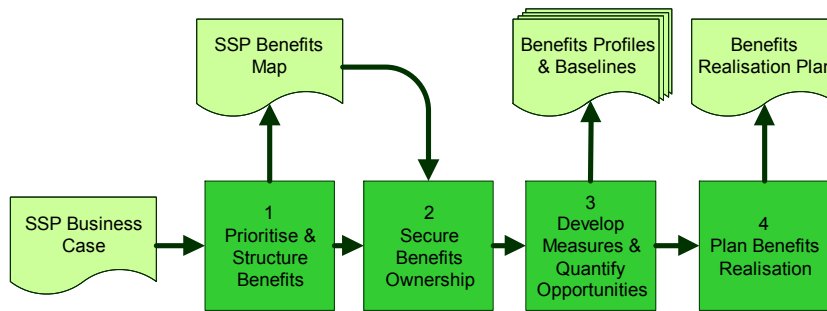 SSP Benefits
Map
Benefits Profiles
& Baselines
Benefits
Realisation Plan
SSP Business
Case
1
Prioritise &
Structure
Benefits
2
Secure
Benefits
Ownership
3
Develop
Measures &
Quantify
Opportunities
4
Plan Benefits
Realisation